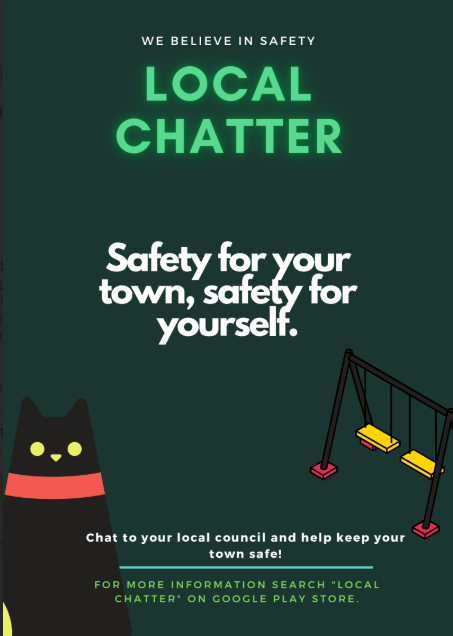 WE BELIEVE IN SAFETY
LOCAL
CHATTER
Safety for your
town, safety for
yourself.
Chat to your local council and help keep your
town safe!
FOR MORE INFORMATION SEARCH "LOCAL
CHATTER" ON GOOGLE PLAY STORE.